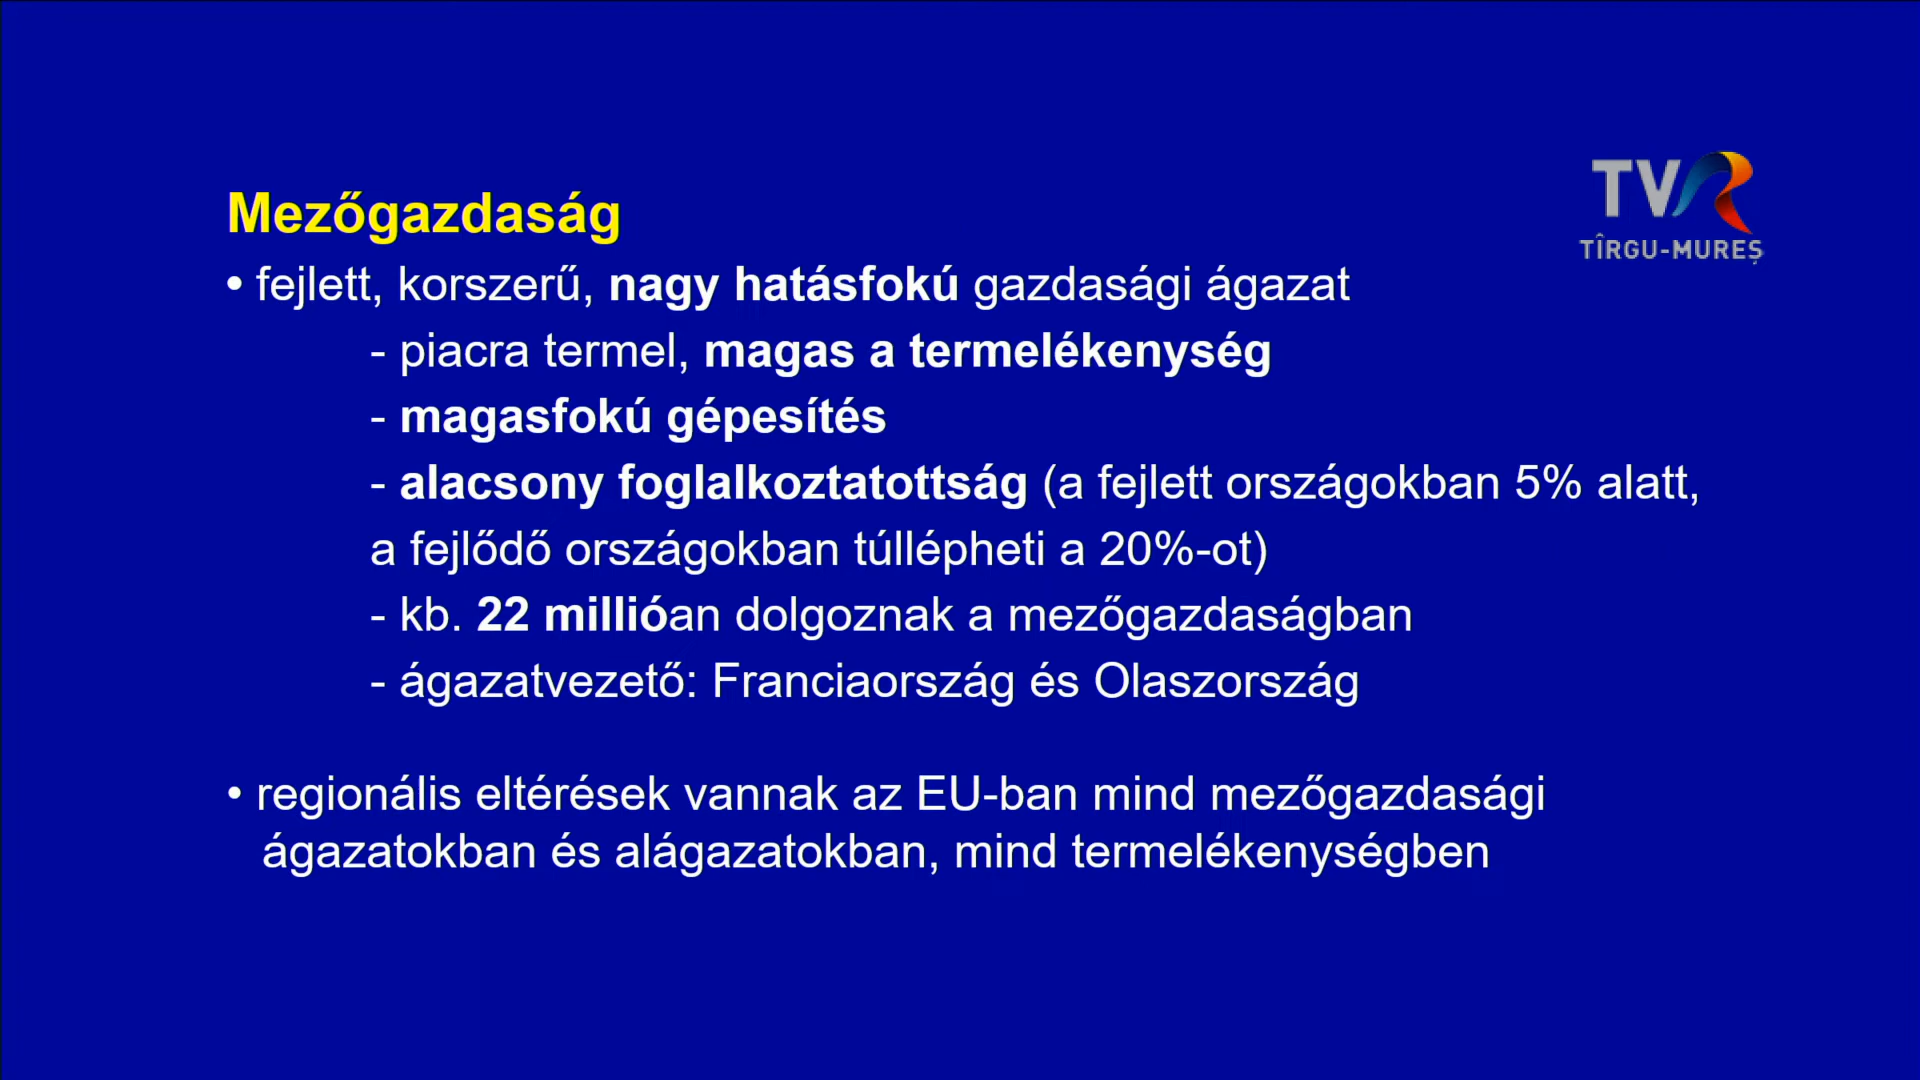 Mezőgazdaság
TVR
TÎRGU-MUREȘ
• fejlett, korszerű, nagy hatásfokú gazdasági ágazat
- piacra termel, magas a termelékenység
- magasfokú gépesítés
- alacsony foglalkoztatottság (a fejlett országokban 5% alatt,
a fejlődő országokban túllépheti a 20%-ot)
- kb. 22 millióan dolgoznak a mezőgazdaságban
- ágazatvezető: Franciaország és Olaszország
• regionális eltérések vannak az EU-ban mind mezőgazdasági
ágazatokban és alágazatokban, mind termelékenységben